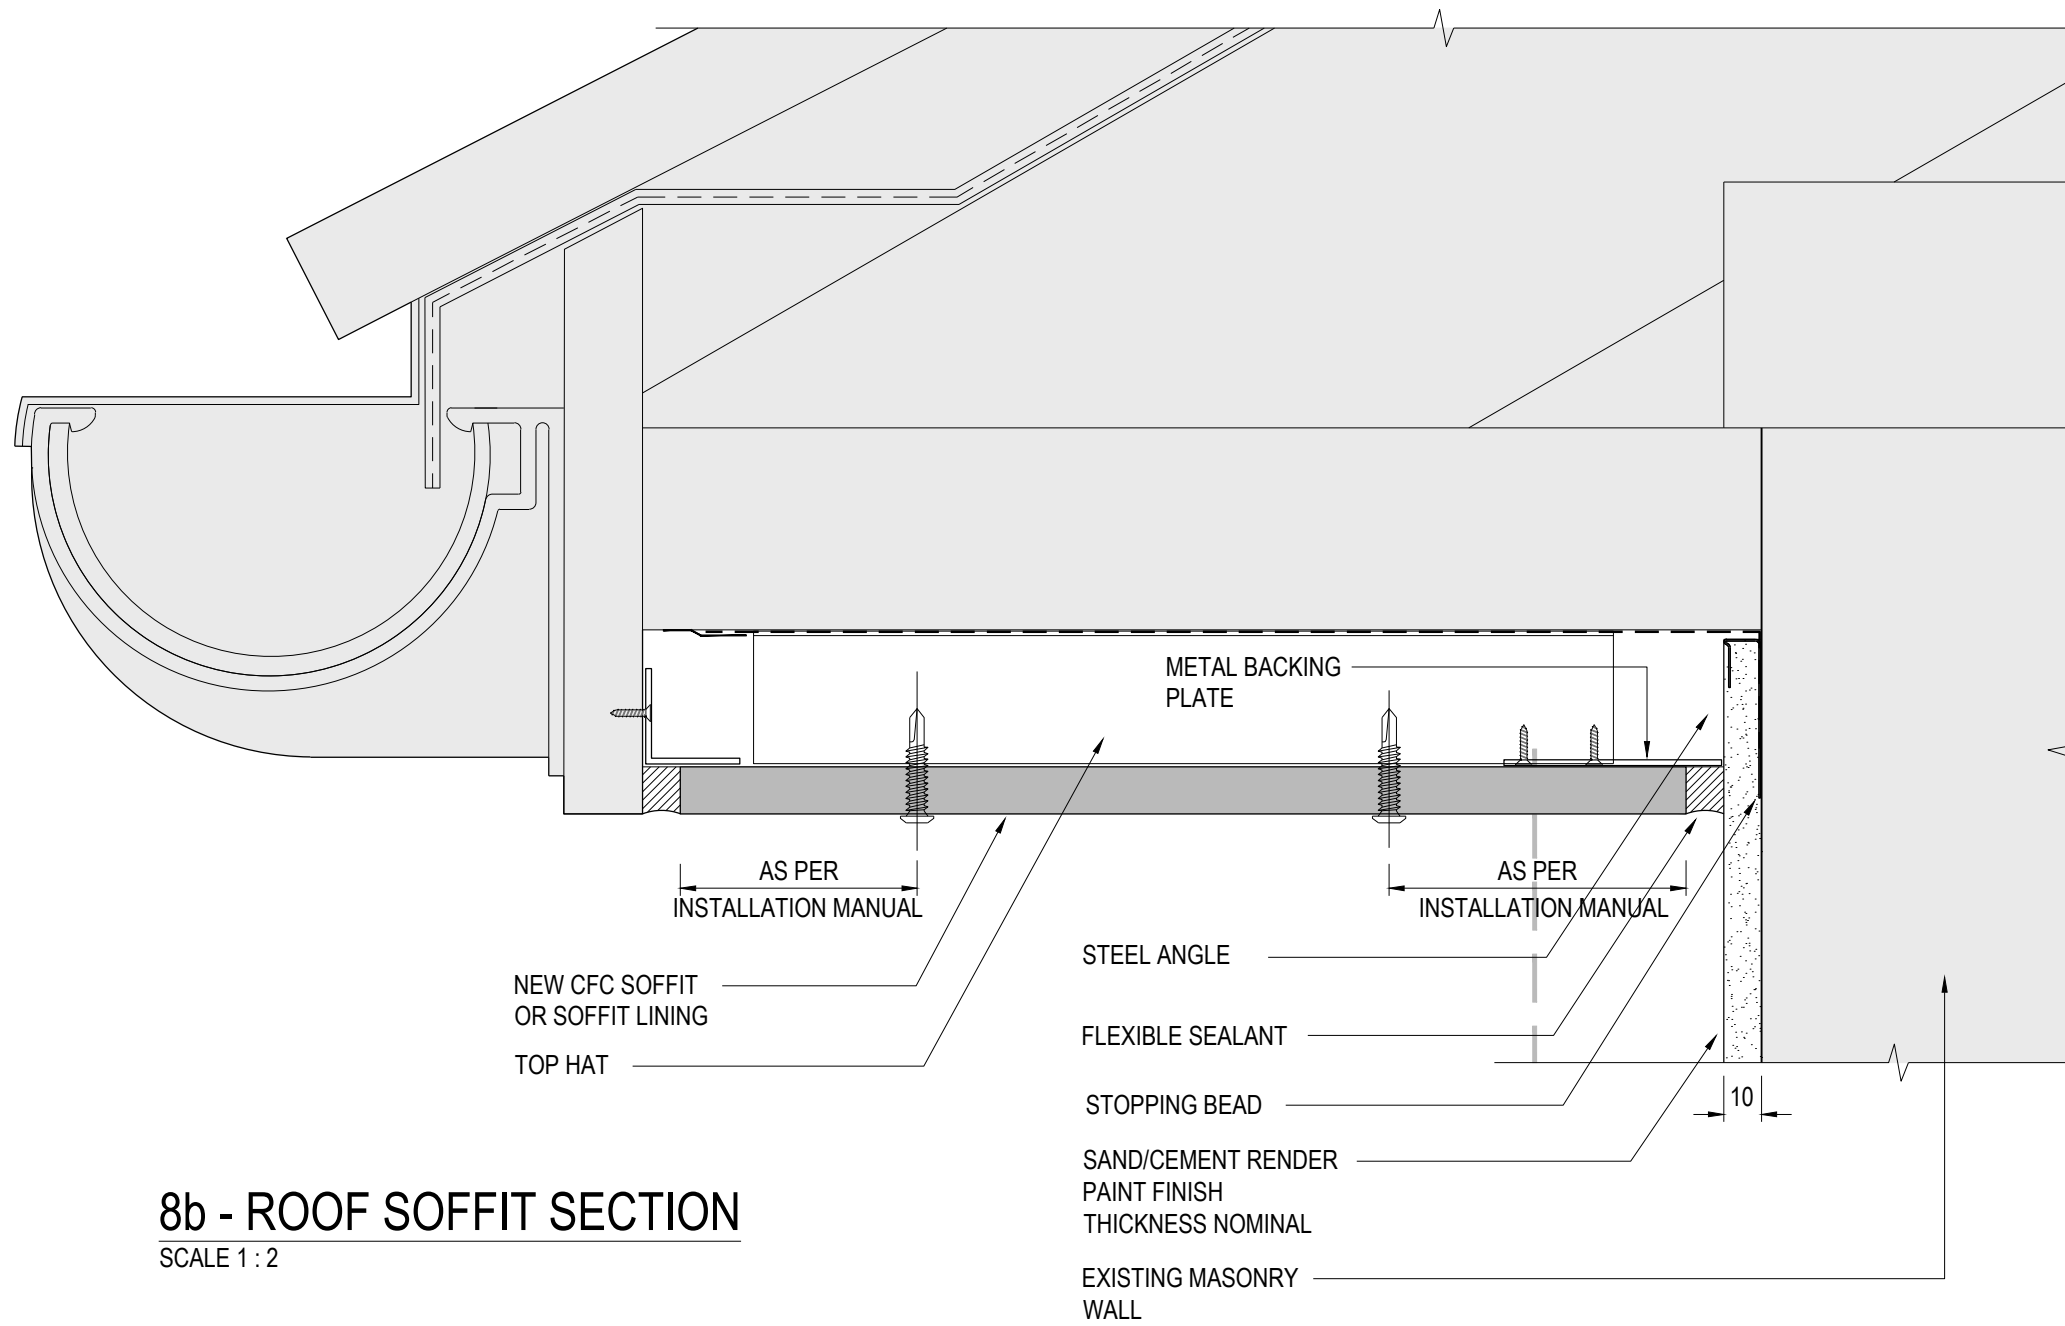 METAL BACKING
PLATE
AS PER
INSTALLATION MANUAL
AS PER
INSTALLATION MANUAL
NEW CFC SOFFIT
OR SOFFIT LINING
TOP HAT
STEEL ANGLE
FLEXIBLE SEALANT
STOPPING BEAD
10
SAND/CEMENT RENDER
PAINT FINISH
THICKNESS NOMINAL
EXISTING MASONRY
WALL
8b - ROOF SOFFIT SECTION
SCALE 1 : 2